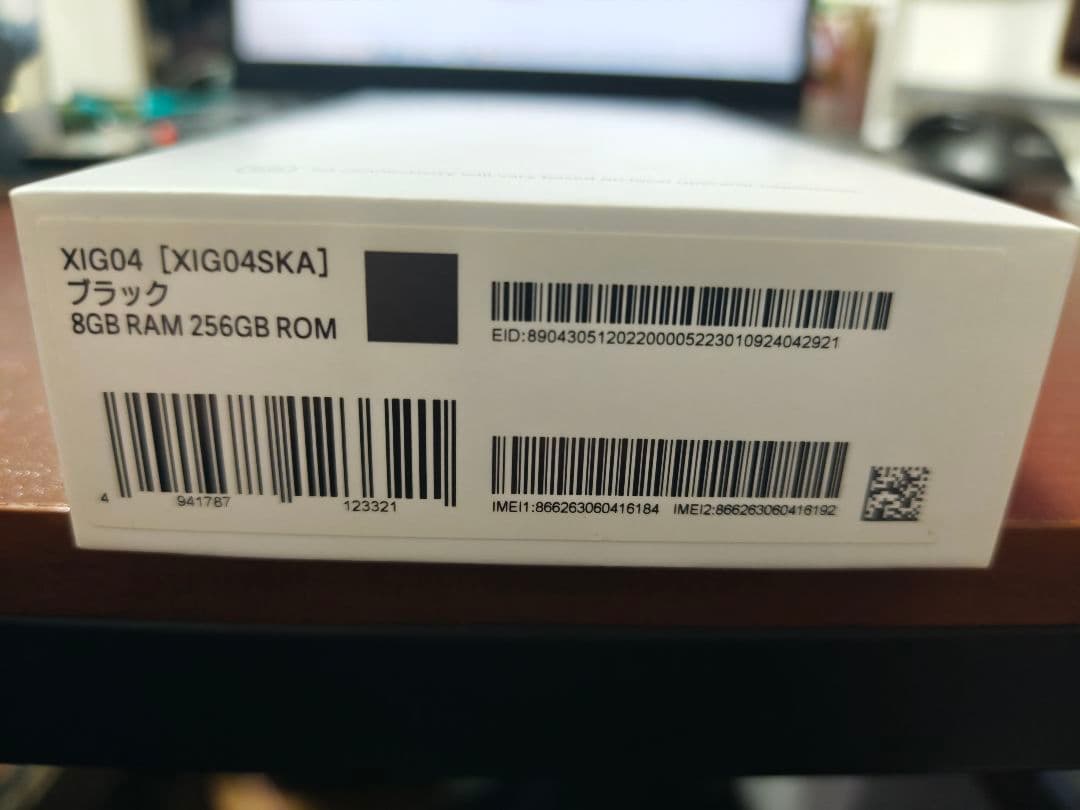 XIG04 [XIG04SKA]
ブラック
8GB RAM 256GB ROM
EID:89043051202200005223010924042921
4 941787 123321
IMEI1:866263060416184 IMEI2:866263060416192